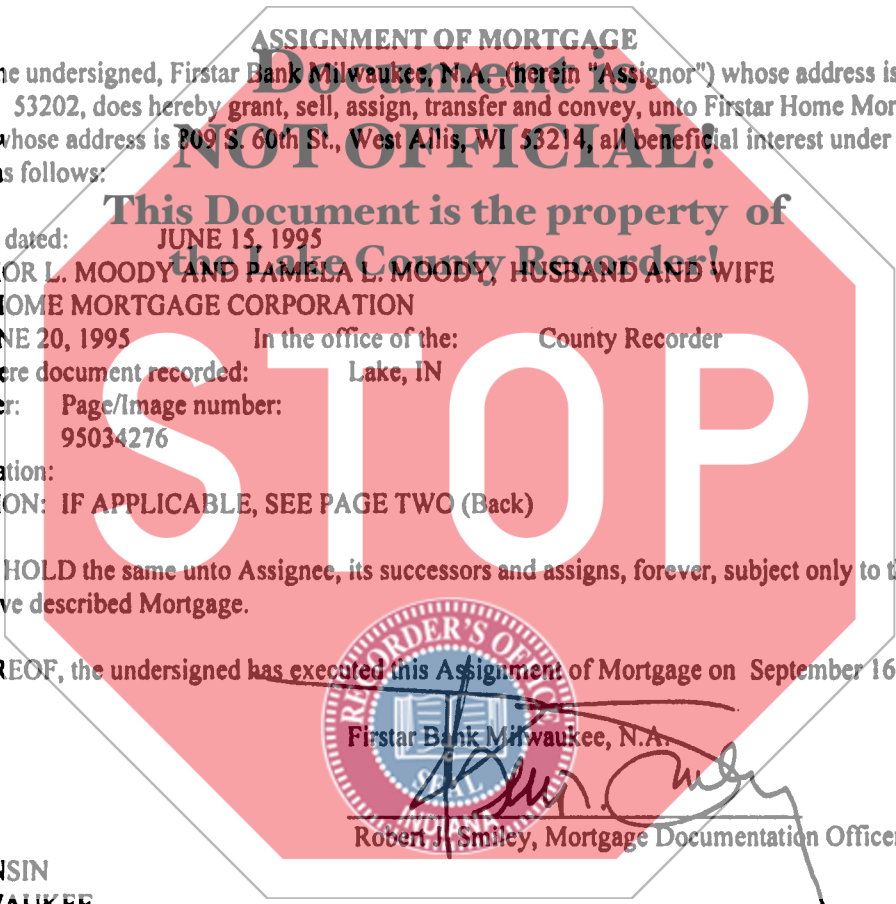 ASSIGNMENT OF MORTGAGE
Document is
he undersigned, Firstar Bank Milwaukee, N.A. (herein "Assignor") whose address is
53202, does hereby grant, sell, assign, transfer and convey, unto Firstar Home Mor
NOT OFFICIAL!
whose address is 809 S. 60th St., West Allis, WI 53214, all beneficial interest under
as follows:
This Document is the property of
dated: JUNE 15, 1995
the Lake County Recorder!
OR L. MOODY AND PAMELA L. MOODY, HUSBAND AND WIFE
OME MORTGAGE CORPORATION
NE 20, 1995 In the office of the: County Recorder
ere document recorded: Lake, IN
er: Page/Image number:
95034276
STOP
ation:
ON: IF APPLICABLE, SEE PAGE TWO (Back)
HOLD the same unto Assignee, its successors and assigns, forever, subject only to t
ve described Mortgage.
REOF, the undersigned has executed this Assignment of Mortgage on September 16
RECORDER'S OFFICE
Firstar Bank Milwaukee, N.A.
SEAL
INDIANA
Robert J. Smiley, Mortgage Documentation Officer
NSIN
WAUKEE